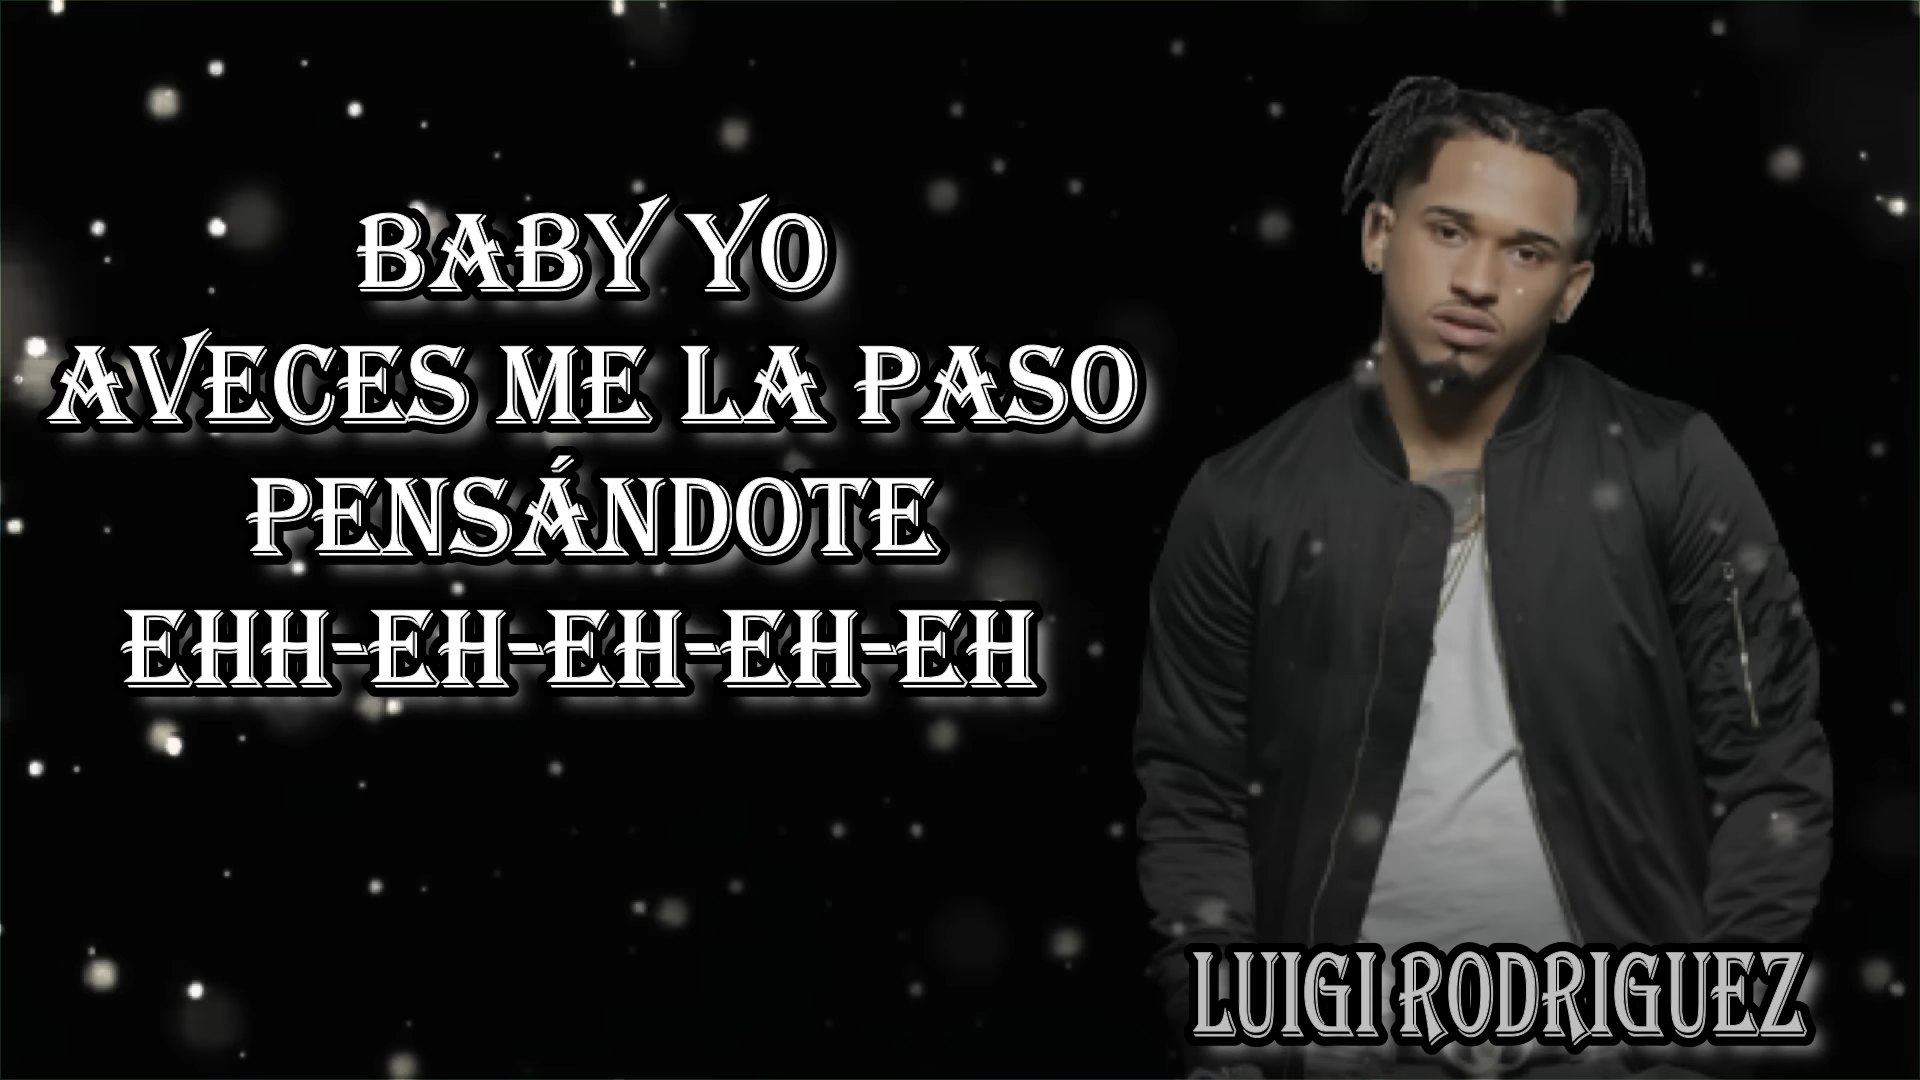 BABY YO
AVECES ME LA PASO
PENSÁNDOTE
EHH-EH-EH-EH-EH
LUIGI RODRIGUEZ